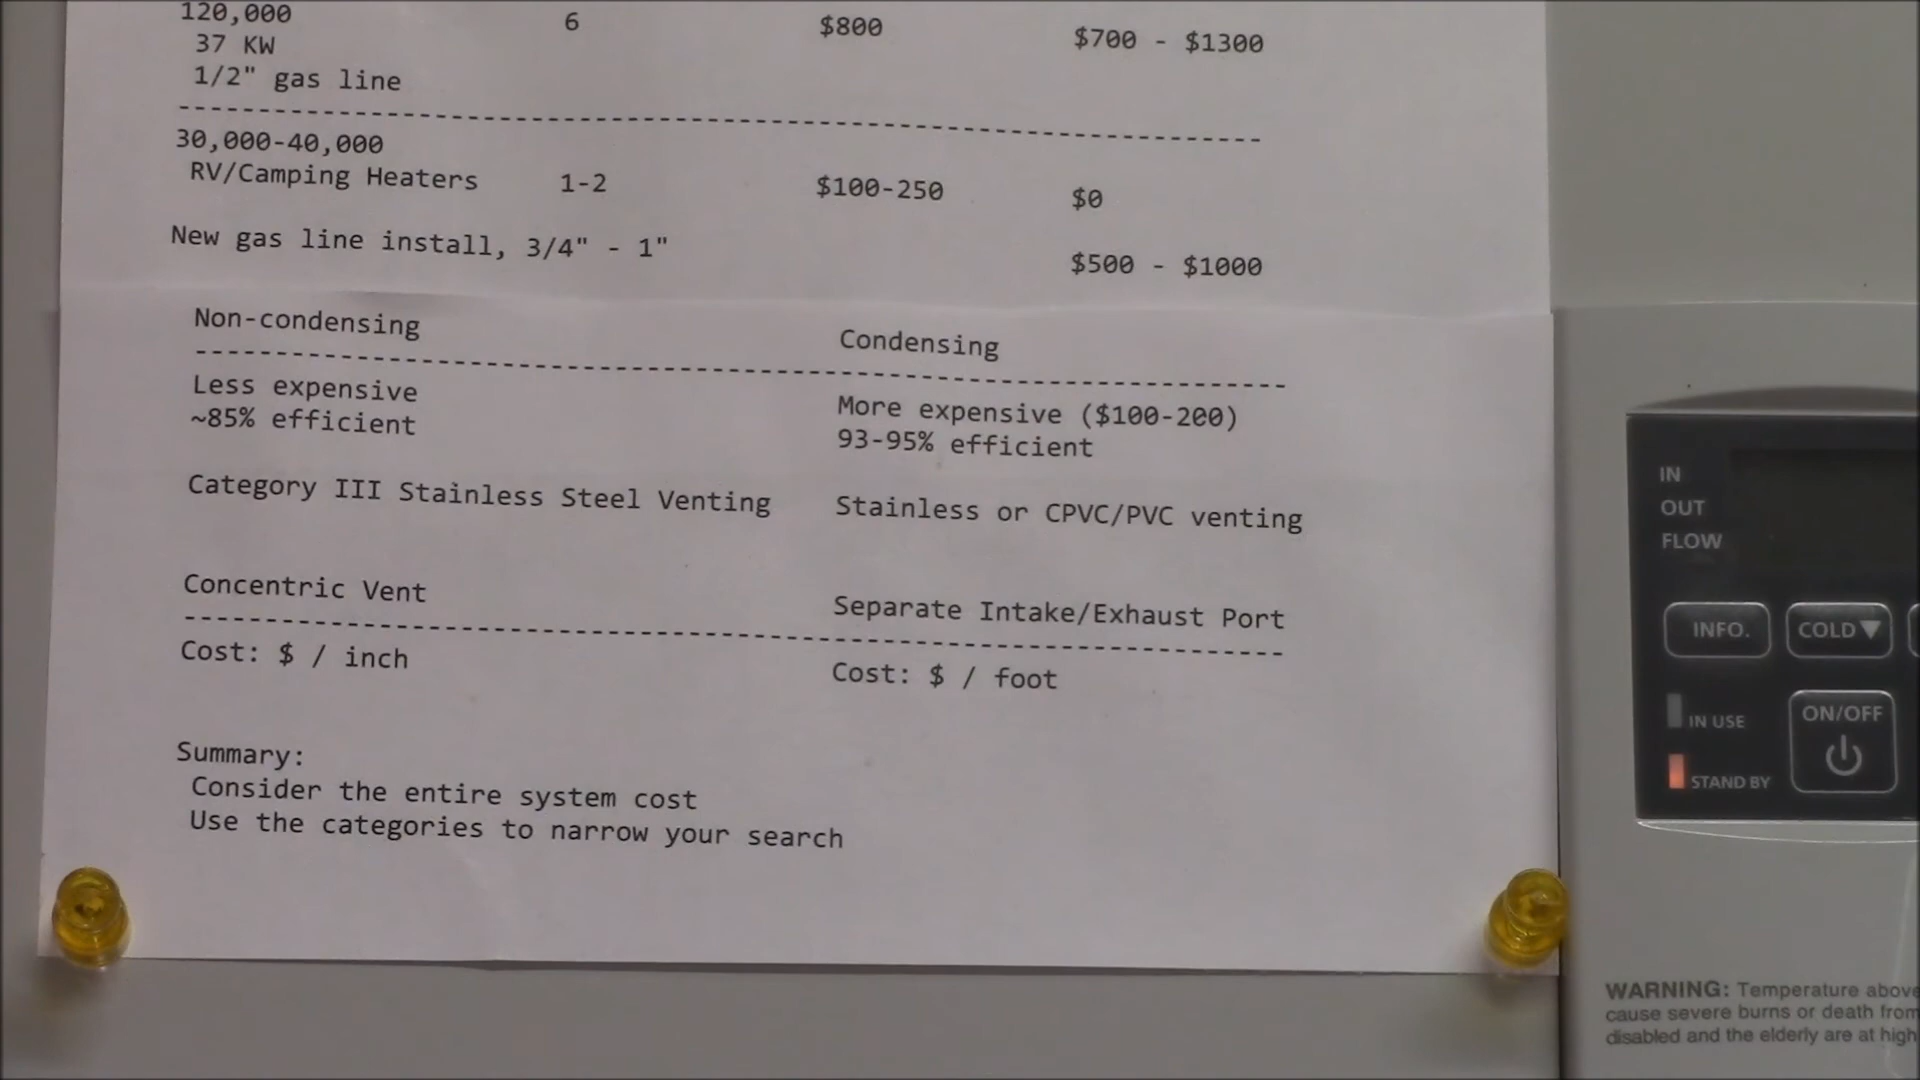 120,000 6 $800 $700 - $1300
37 KW
1/2" gas line
--------------------------------------------------------------------
30,000-40,000
RV/Camping Heaters 1-2 $100-250 $0
New gas line install, 3/4" - 1" $500 - $1000
Non-condensing Condensing
--------------------------------------------------------------------
Less expensive More expensive ($100-200)
~85% efficient 93-95% efficient
Category III Stainless Steel Venting Stainless or CPVC/PVC venting
Concentric Vent Separate Intake/Exhaust Port
--------------------------------------------------------------------
Cost: $ / inch Cost: $ / foot
Summary:
Consider the entire system cost
Use the categories to narrow your search
IN
OUT
FLOW
INFO. COLD▼
IN USE ON/OFF
STAND BY
WARNING: Temperature above
cause severe burns or death from
disabled and the elderly are at high